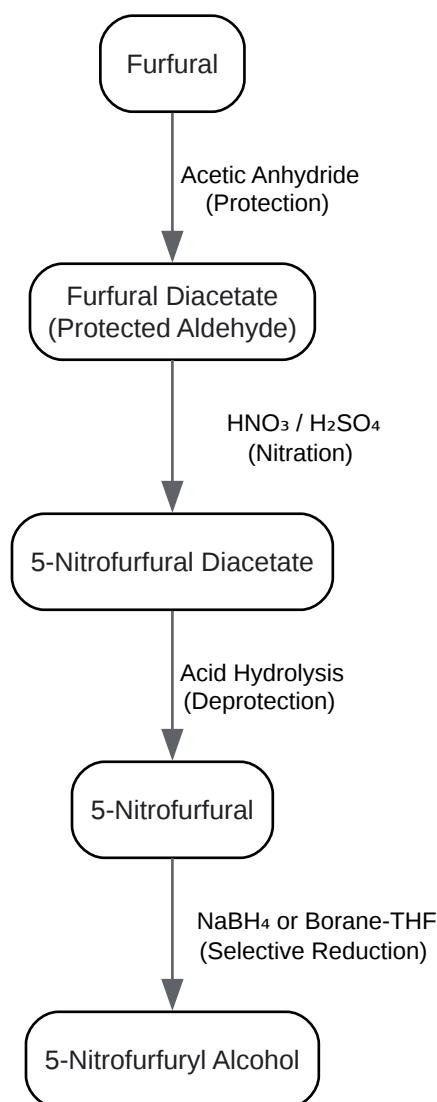 Furfural
Acetic Anhydride
(Protection)
Furfural Diacetate
(Protected Aldehyde)
HNO₃ / H₂SO₄
(Nitration)
5-Nitrofurfural Diacetate
Acid Hydrolysis
(Deprotection)
5-Nitrofurfural
NaBH₄ or Borane-THF
(Selective Reduction)
5-Nitrofurfuryl Alcohol